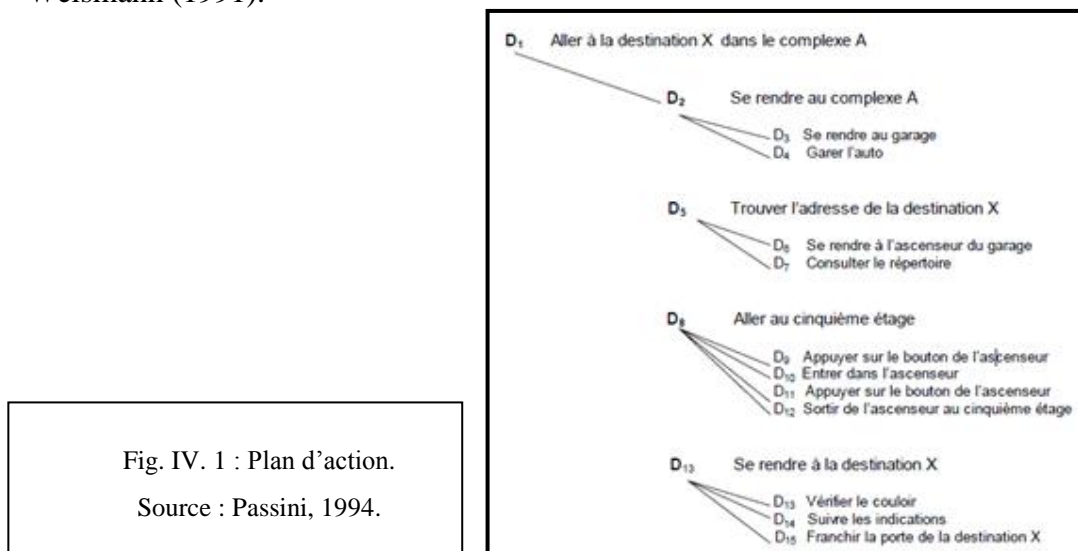 Weismann (1991).
D₁ Aller à la destination X dans le complexe A
D₂ Se rendre au complexe A
D₃ Se rendre au garage
D₄ Garer l'auto
D₅ Trouver l'adresse de la destination X
D₆ Se rendre à l'ascenseur du garage
D₇ Consulter le répertoire
D₈ Aller au cinquième étage
D₉ Appuyer sur le bouton de l'ascenseur
D₁₀ Entrer dans l'ascenseur
D₁₁ Appuyer sur le bouton de l'ascenseur
D₁₂ Sortir de l'ascenseur au cinquième étage
D₁₃ Se rendre à la destination X
D₁₃ Vérifier le couloir
D₁₄ Suivre les indications
D₁₅ Franchir la porte de la destination X
Fig. IV. 1 : Plan d'action.
Source : Passini, 1994.